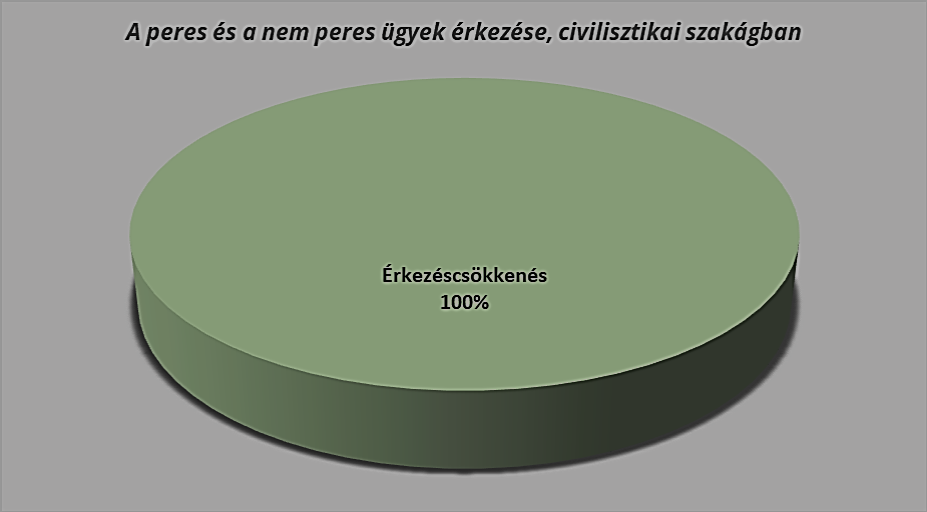 A peres és a nem peres ügyek érkezése, civilisztikai szakágban
Érkezéscsökkenés
100%